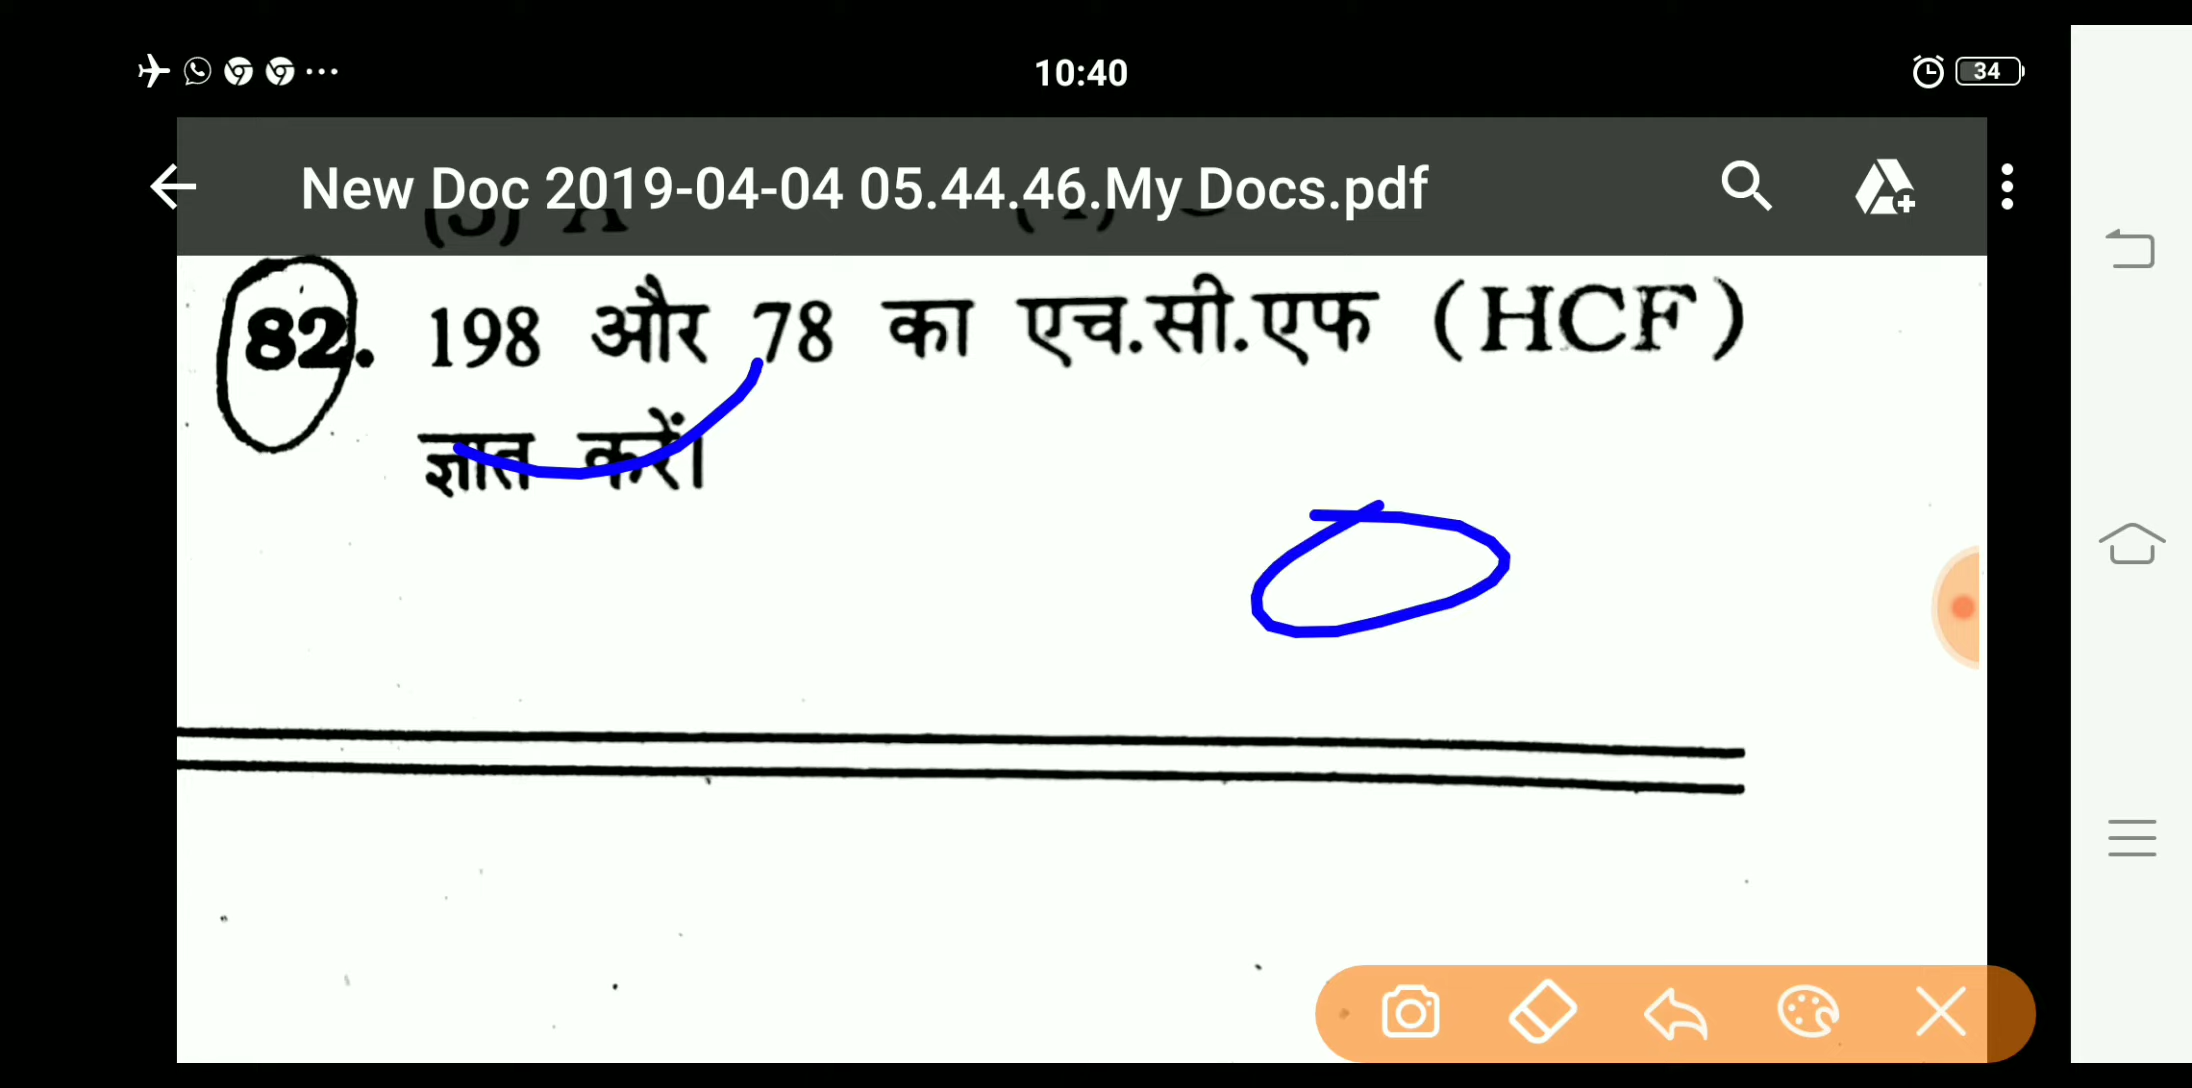 10:40
34
New Doc 2019-04-04 05.44.46.My Docs.pdf
82. 198 और 78 का एच.सी.एफ (HCF)
ज्ञात करें।